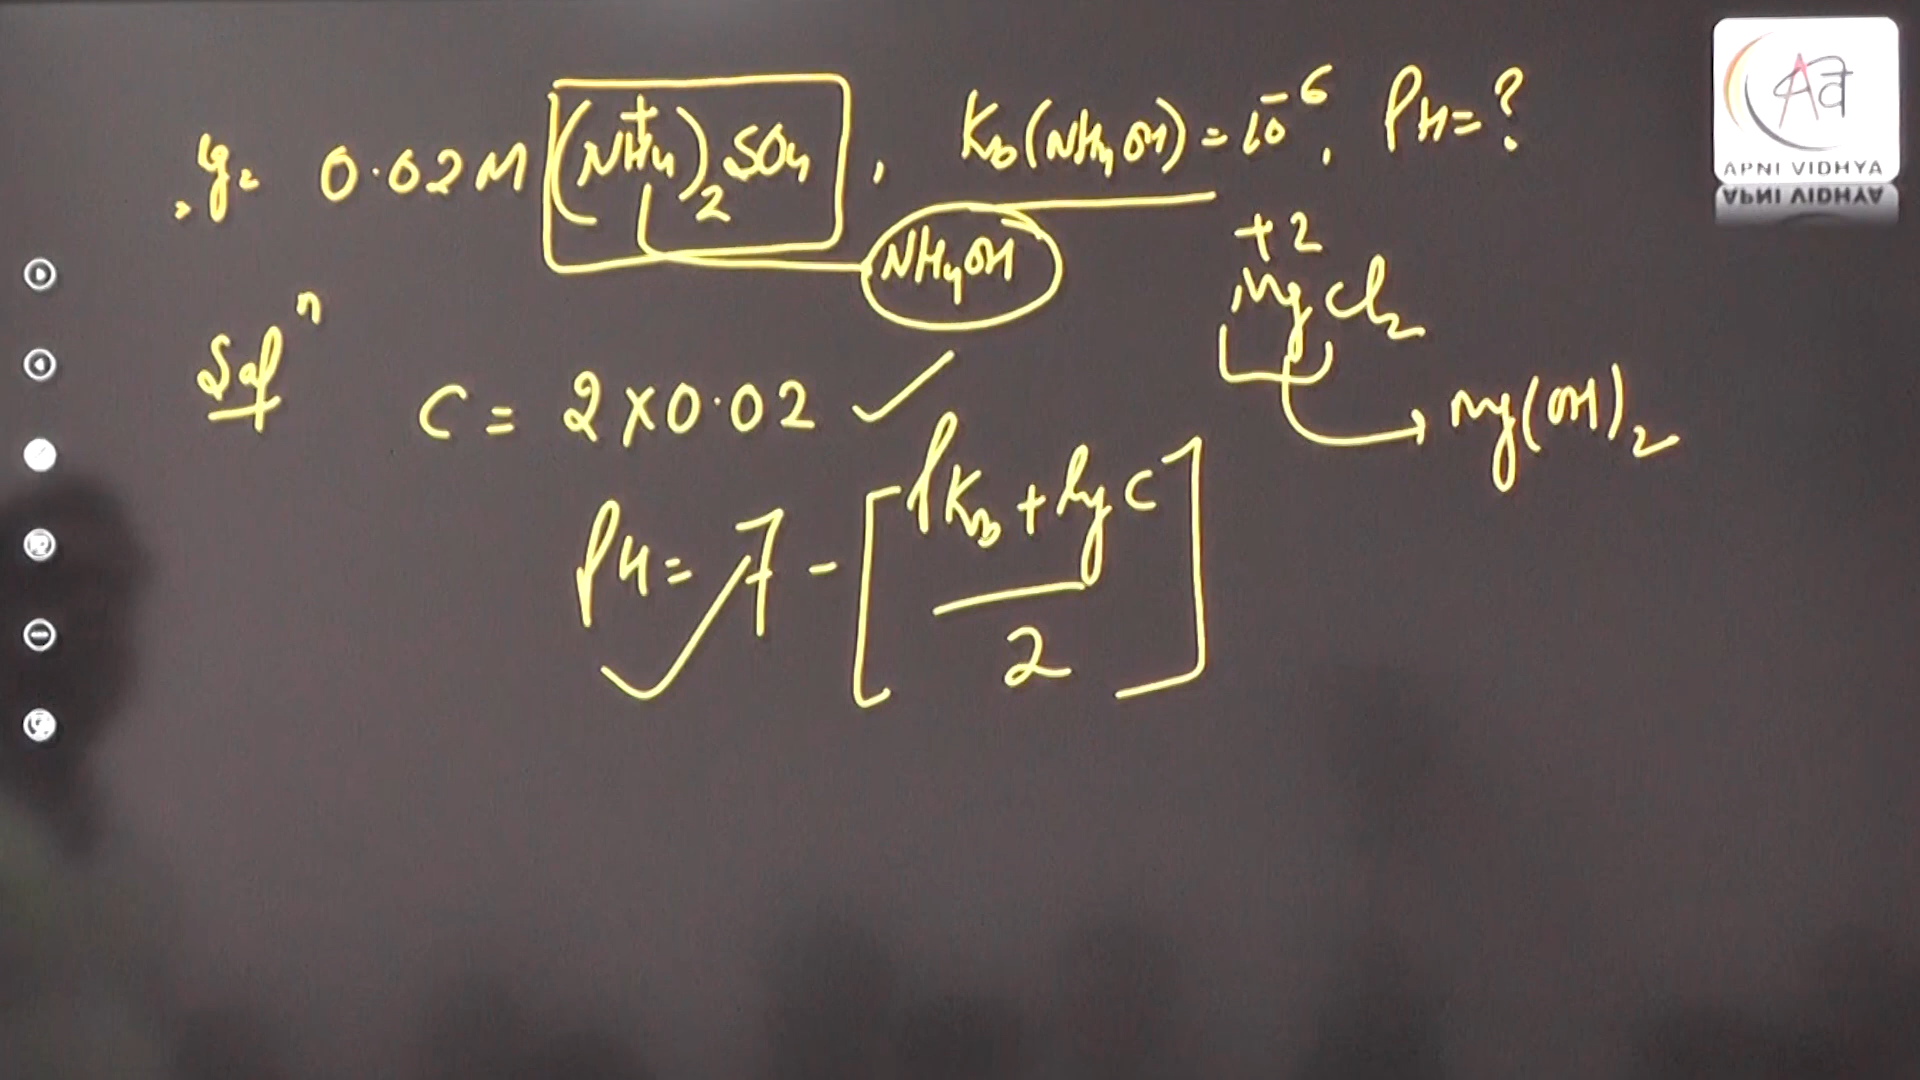 0.02M (NH4+)2SO4, Kb(NH4OH) = 10^-6, PH = ?
NH4OH
+2
MgCl2
Sol^n
C = 2×0.02 ✓
Mg(OH)2
PH = 7 - [PKb + log C / 2]
Aवि
APNI VIDHYA